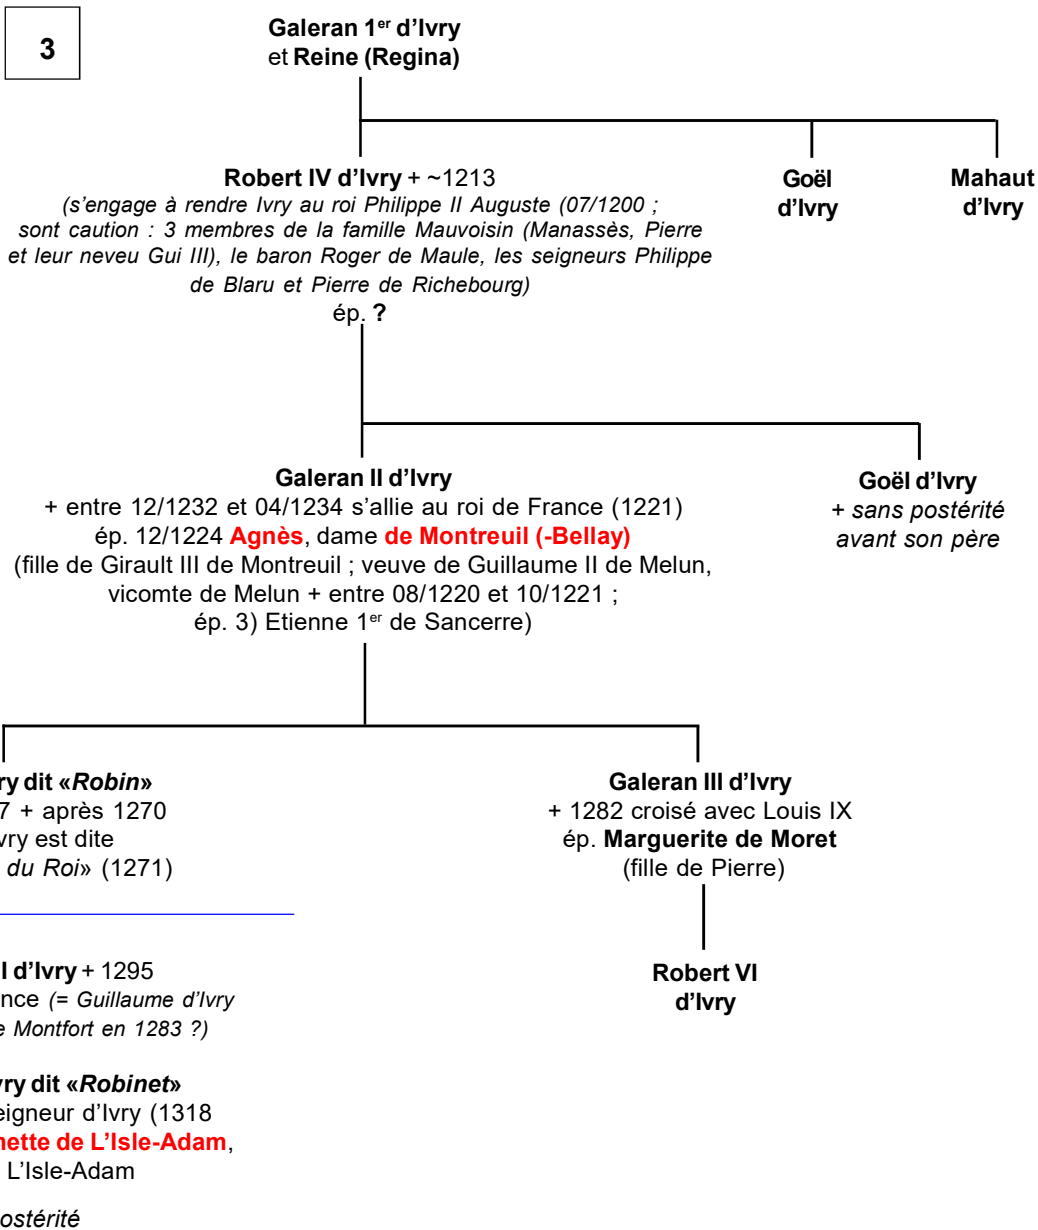 3
Galeran 1er d'Ivry
et Reine (Regina)
Robert IV d'Ivry + ~1213
(s'engage à rendre Ivry au roi Philippe II Auguste (07/1200 ;
sont caution : 3 membres de la famille Mauvoisin (Manassès, Pierre
et leur neveu Gui III), le baron Roger de Maule, les seigneurs Philippe
de Blaru et Pierre de Richebourg)
ép. ?
Goël
d'Ivry
Mahaut
d'Ivry
Galeran II d'Ivry
+ entre 12/1232 et 04/1234 s'allie au roi de France (1221)
ép. 12/1224 Agnès, dame de Montreuil (-Bellay)
(fille de Girault III de Montreuil ; veuve de Guillaume II de Melun,
vicomte de Melun + entre 08/1220 et 10/1221 ;
ép. 3) Etienne 1er de Sancerre)
Goël d'Ivry
+ sans postérité
avant son père
ry dit «Robin»
7 + après 1270
vry est dite
du Roi» (1271)
Galeran III d'Ivry
+ 1282 croisé avec Louis IX
ép. Marguerite de Moret
(fille de Pierre)
I d'Ivry + 1295
nce (= Guillaume d'Ivry
e Montfort en 1283 ?)
Robert VI
d'Ivry
vry dit «Robinet»
eigneur d'Ivry (1318
nette de L'Isle-Adam,
L'Isle-Adam
ostérité